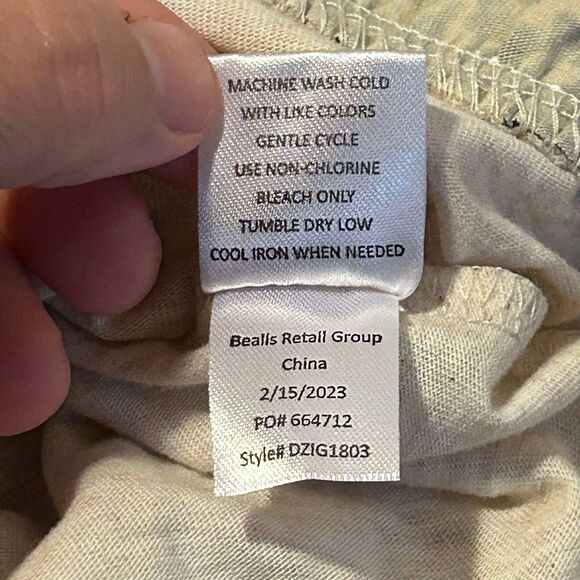 MACHINE WASH COLD
WITH LIKE COLORS
GENTLE CYCLE
USE NON-CHLORINE
BLEACH ONLY
TUMBLE DRY LOW
COOL IRON WHEN NEEDED
Bealls Retail Group
China
2/15/2023
PO# 664712
Style# DZIG1803